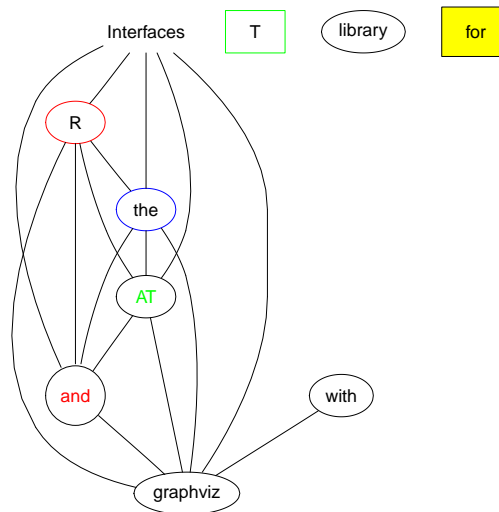 Interfaces T library for
R
the
AT
and with
graphviz